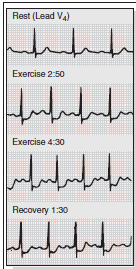 Rest (Lead V4)
Exercise 2:50
Exercise 4:30
Recovery 1:30